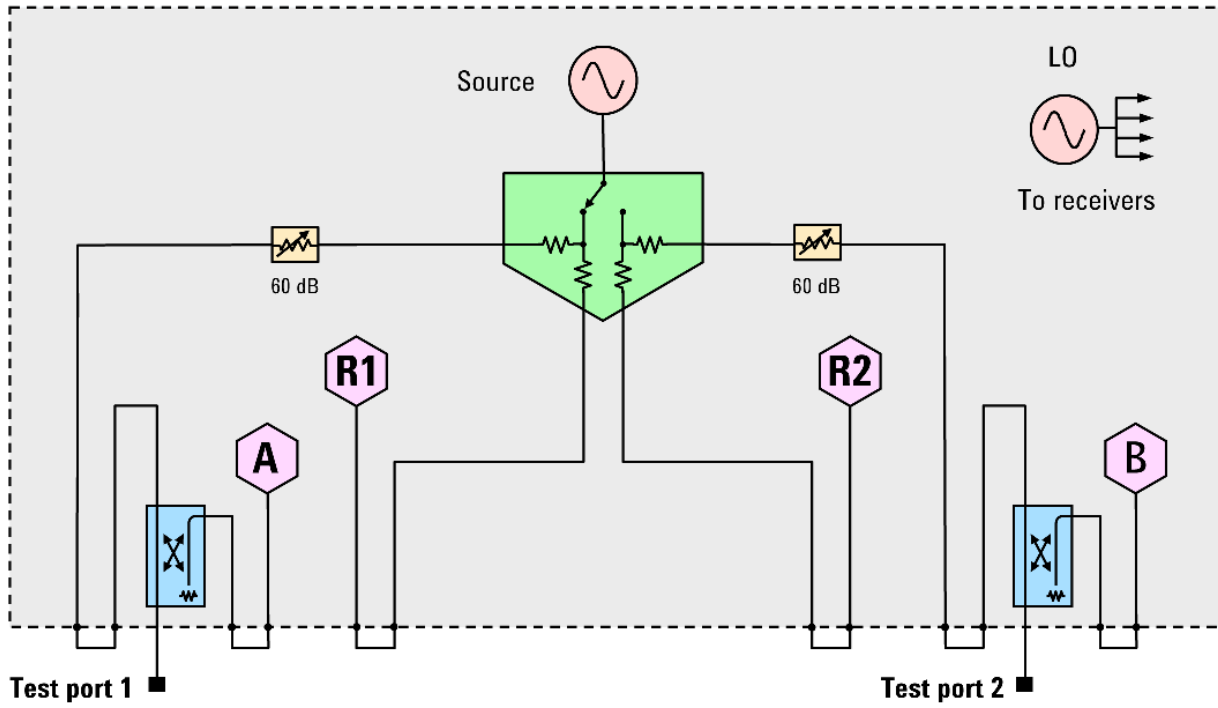 Source
LO
To receivers
60 dB
60 dB
R1
R2
A
B
Test port 1
Test port 2